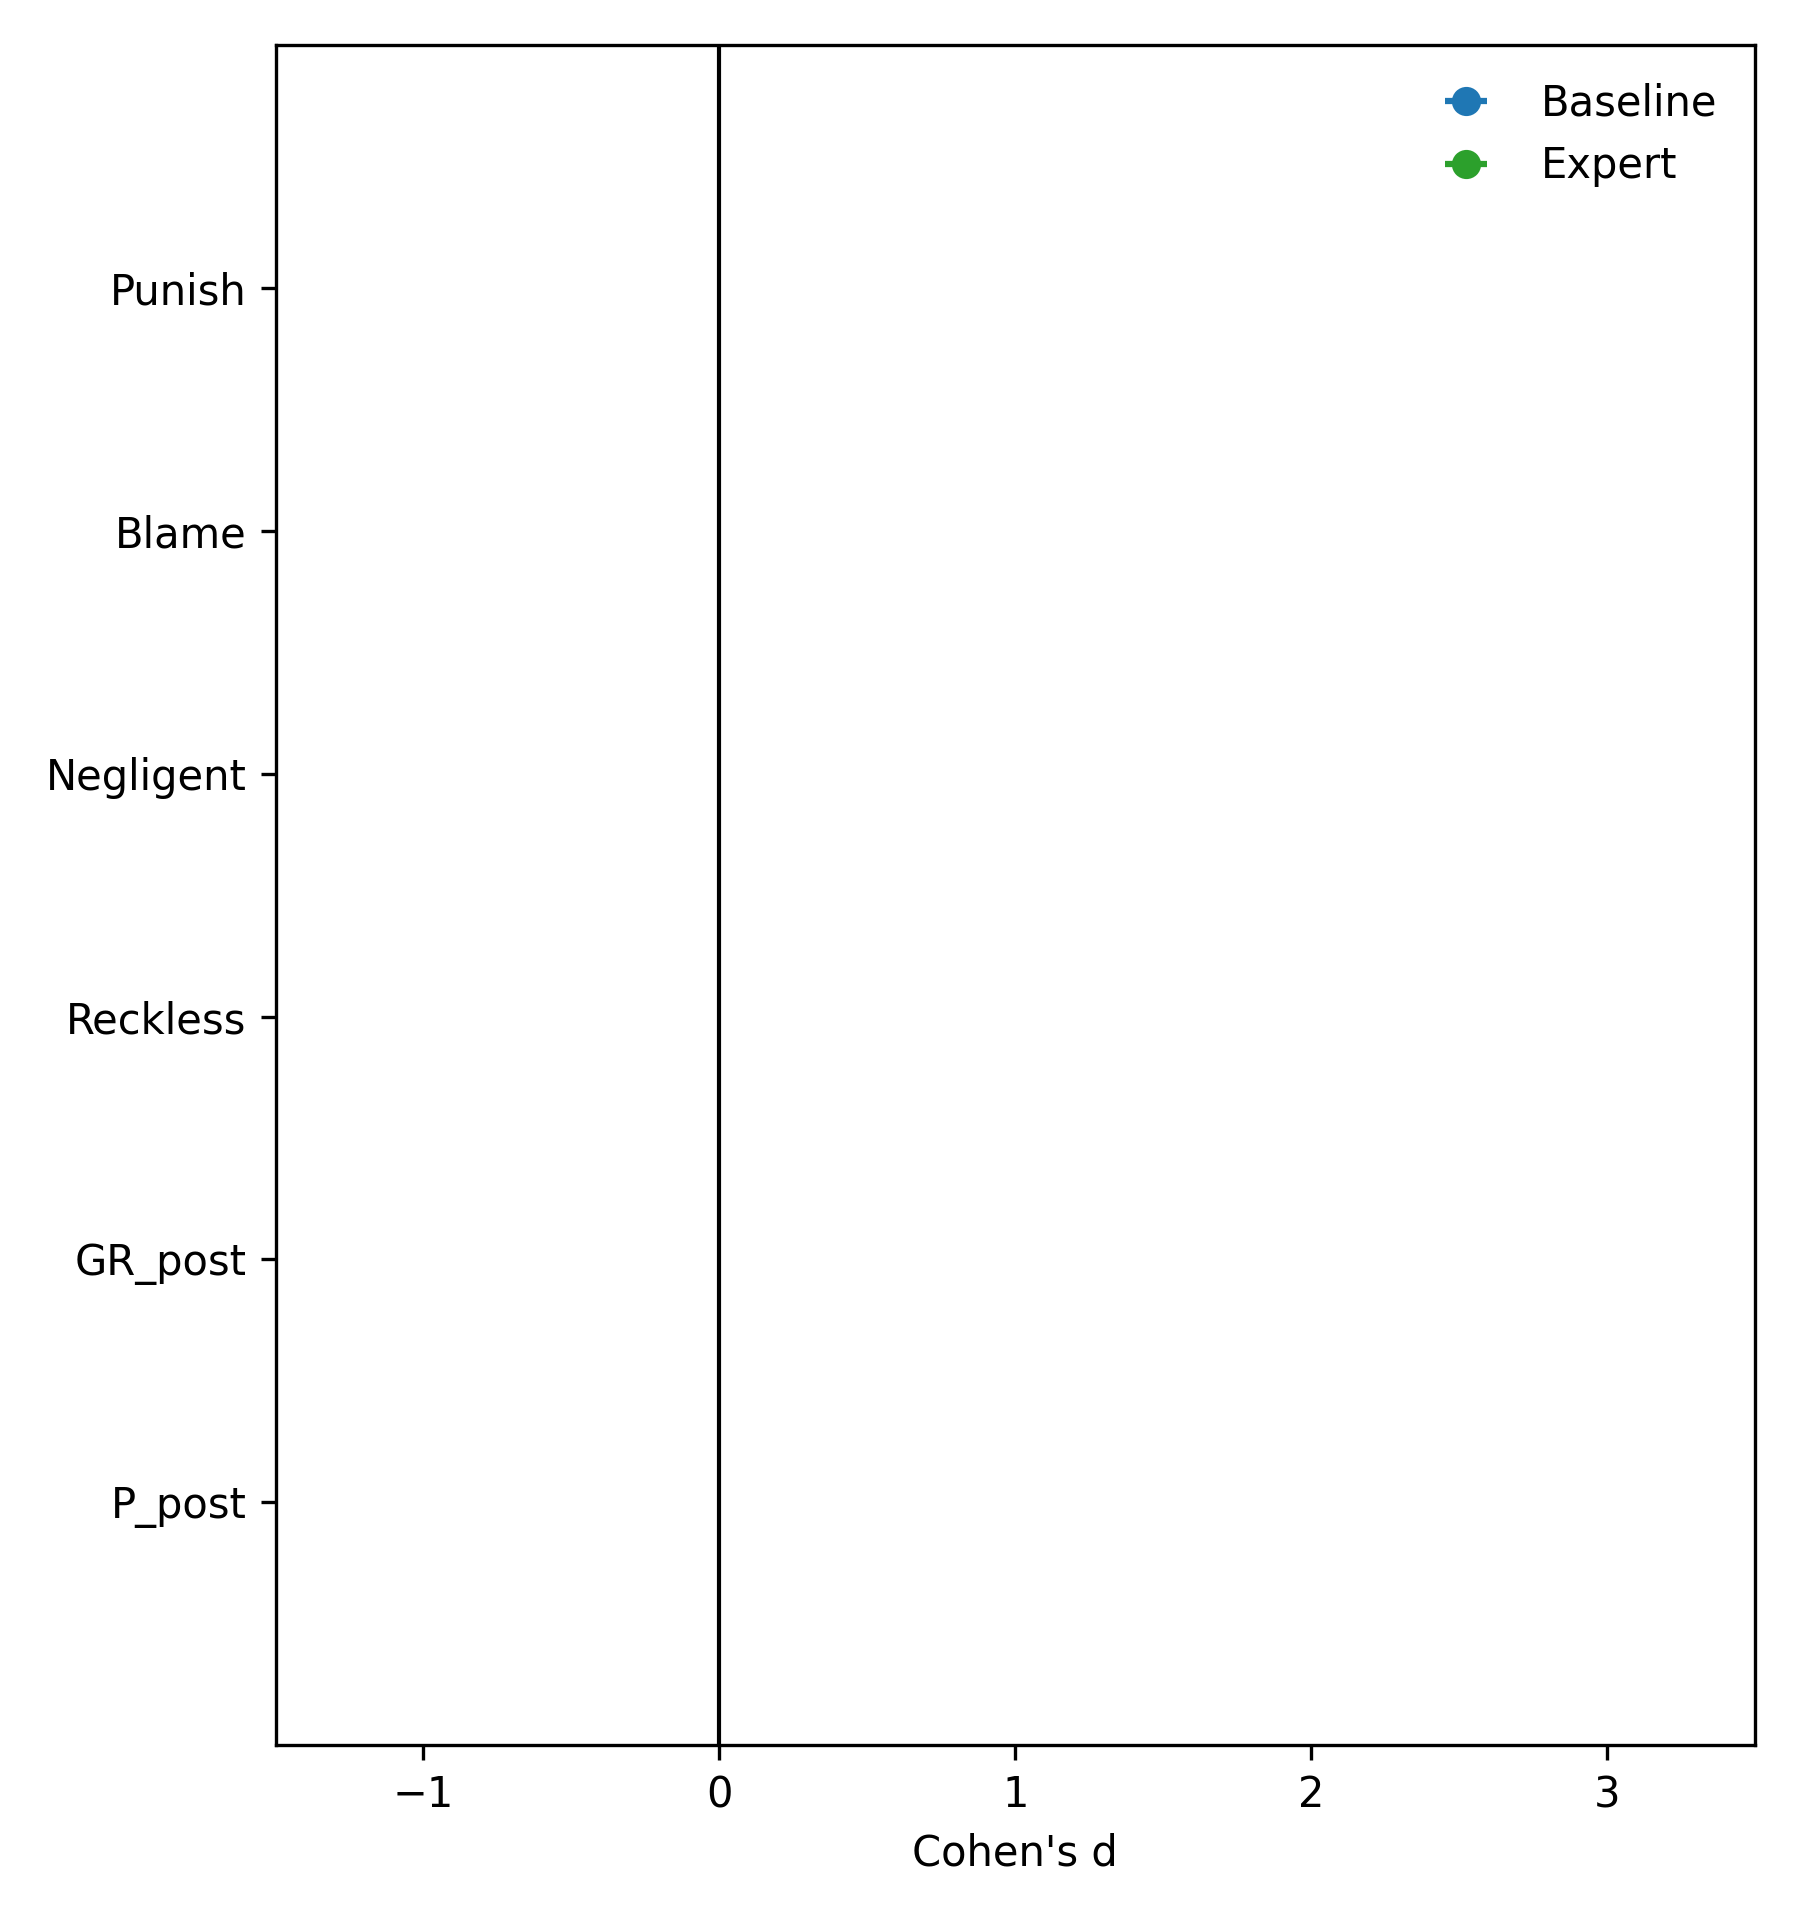 Baseline
Expert
Punish
Blame
Negligent
Reckless
GR_post
P_post
−1 0 1 2 3
Cohen's d